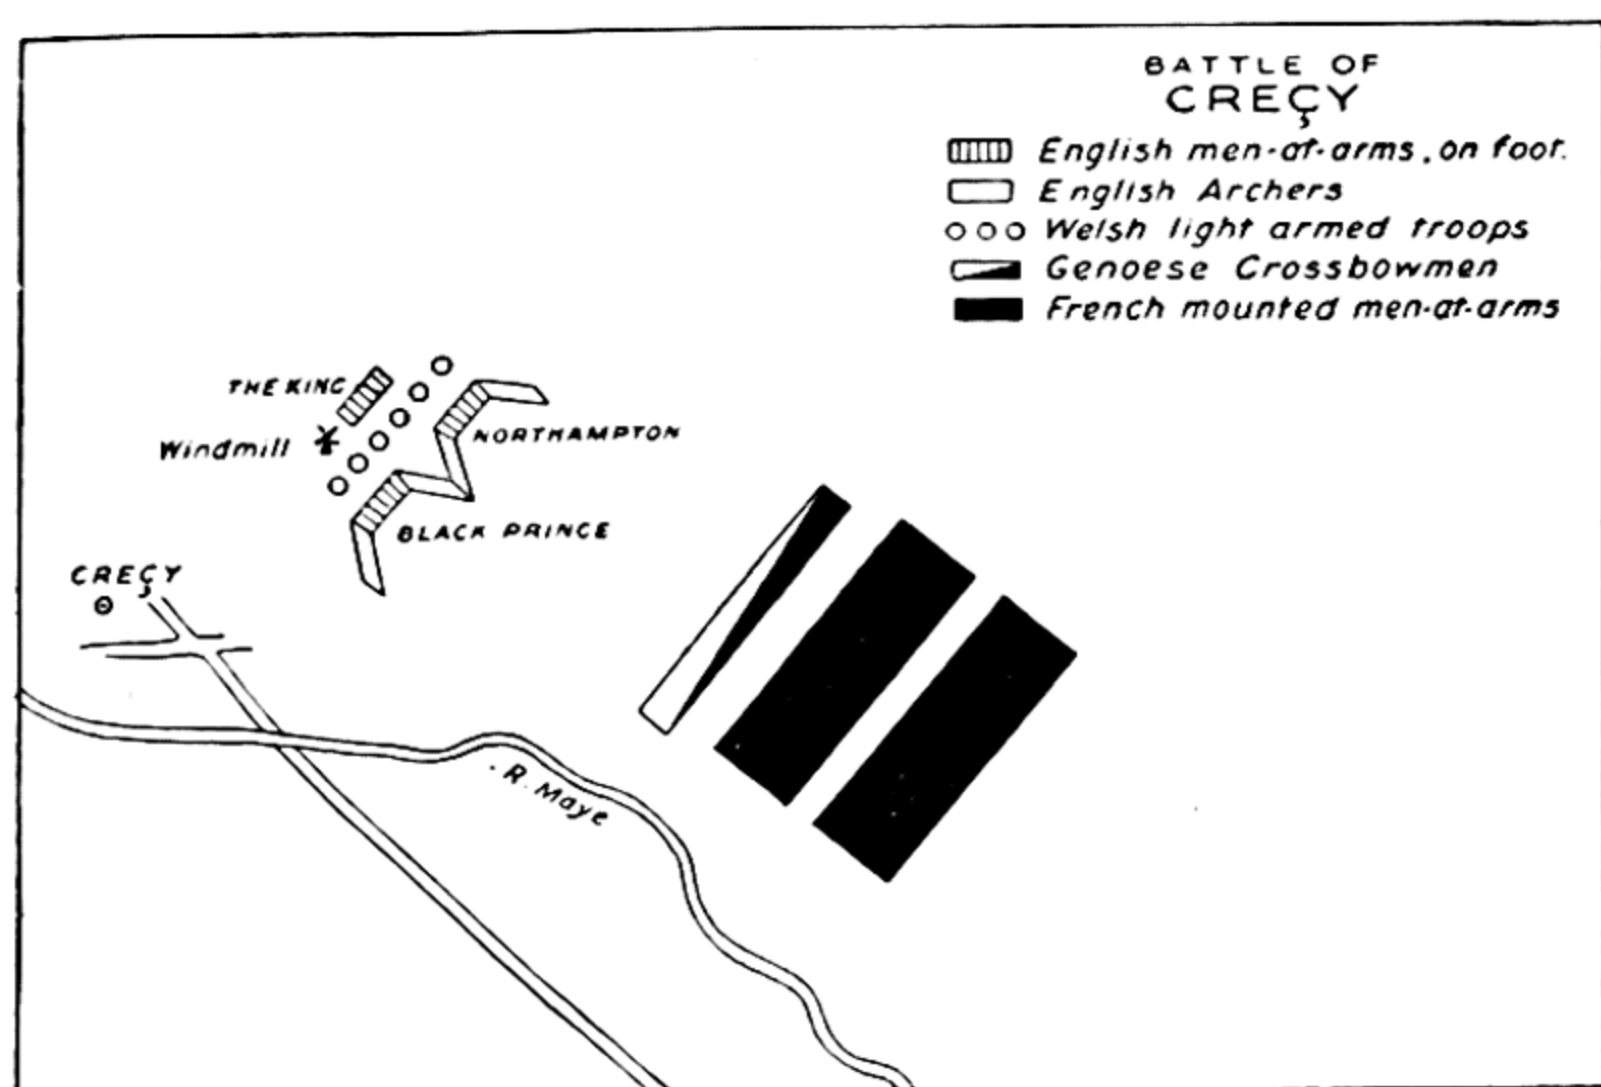 BATTLE OF
CREÇY
English men-at-arms, on foot.
English Archers
Welsh light armed troops
Genoese Crossbowmen
French mounted men-at-arms
THE KING
Windmill
NORTHAMPTON
BLACK PRINCE
CREÇY
R. Maye